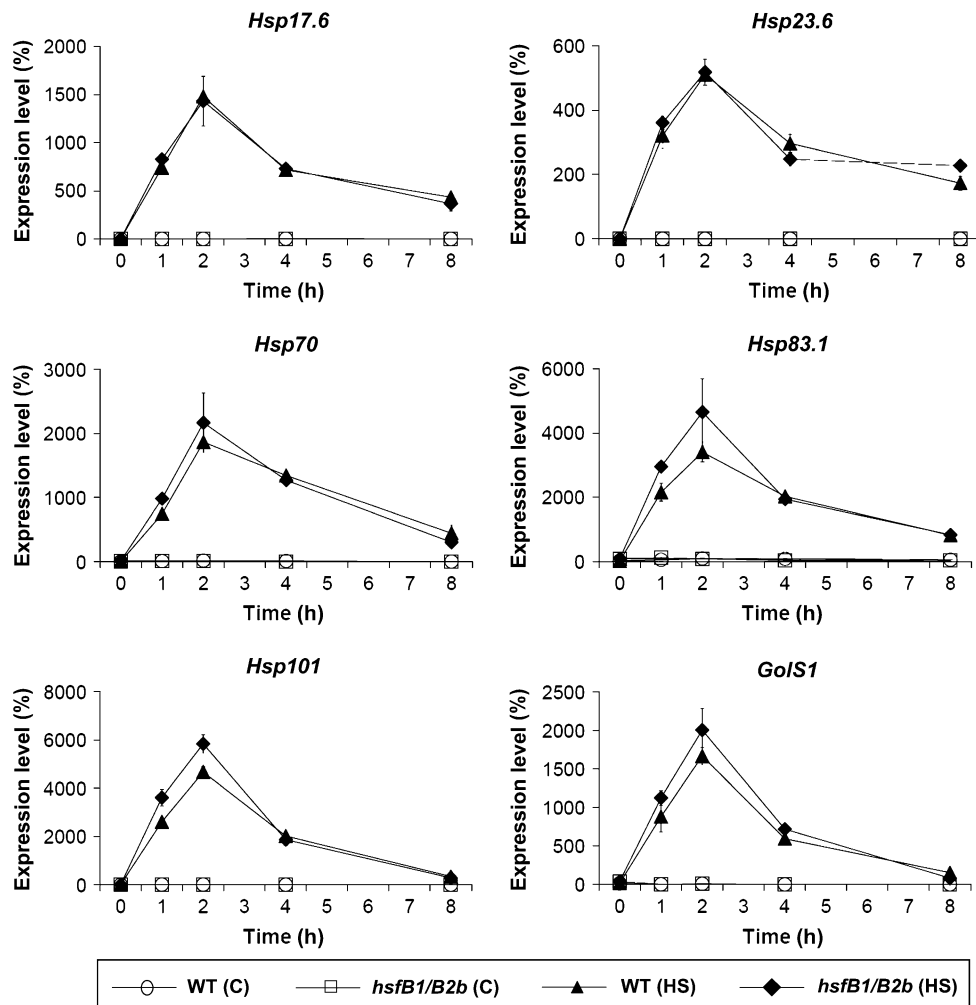 Hsp17.6
Expression level (%)
2000
1500
1000
500
0
0 1 2 3 4 5 6 7 8
Time (h)
Hsp23.6
Expression level (%)
600
400
200
0
0 1 2 3 4 5 6 7 8
Time (h)
Hsp70
Expression level (%)
3000
2000
1000
0
0 1 2 3 4 5 6 7 8
Time (h)
Hsp83.1
Expression level (%)
6000
4000
2000
0
0 1 2 3 4 5 6 7 8
Time (h)
Hsp101
Expression level (%)
8000
6000
4000
2000
0
0 1 2 3 4 5 6 7 8
Time (h)
GolS1
Expression level (%)
2500
2000
1500
1000
500
0
0 1 2 3 4 5 6 7 8
Time (h)
WT (C) hsfB1/B2b (C) WT (HS) hsfB1/B2b (HS)